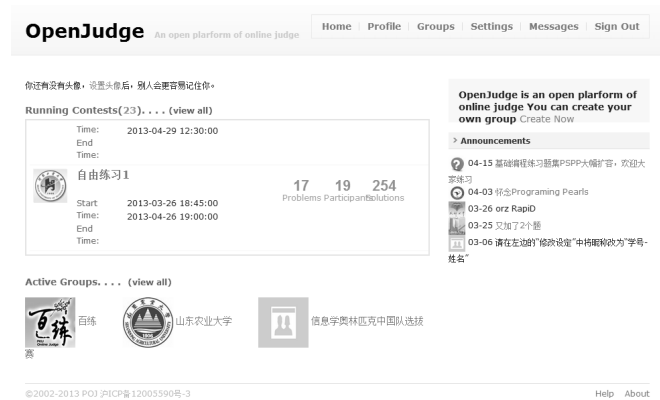 OpenJudge An open plarform of online judge
Home Profile Groups Settings Messages Sign Out
你还有没有头像，设置头像后，别人会更容易记住你。
Running Contests(23). . . . (view all)
Time: 2013-04-29 12:30:00
End
Time:
自由练习1
Start 2013-03-26 18:45:00
Time: 2013-04-26 19:00:00
End
Time:
17 19 254
Problems Participants Solutions
Active Groups. . . . (view all)
百练
POJ
Online Judge
百练
山东农业大学
信息学奥林匹克中国队选拔
赛
OpenJudge is an open plarform of
online judge You can create your
own group Create Now
Announcements
04-15 基础编程练习题集PSPP大幅扩容，欢迎大
家练习
04-03 怀念Programing Pearls
03-26 orz RapiD
03-25 又加了2个题
03-06 请在左边的"修改设定"中将昵称改为"学号-
姓名"
©2002-2013 POJ 沪ICP备12005590号-3
Help About